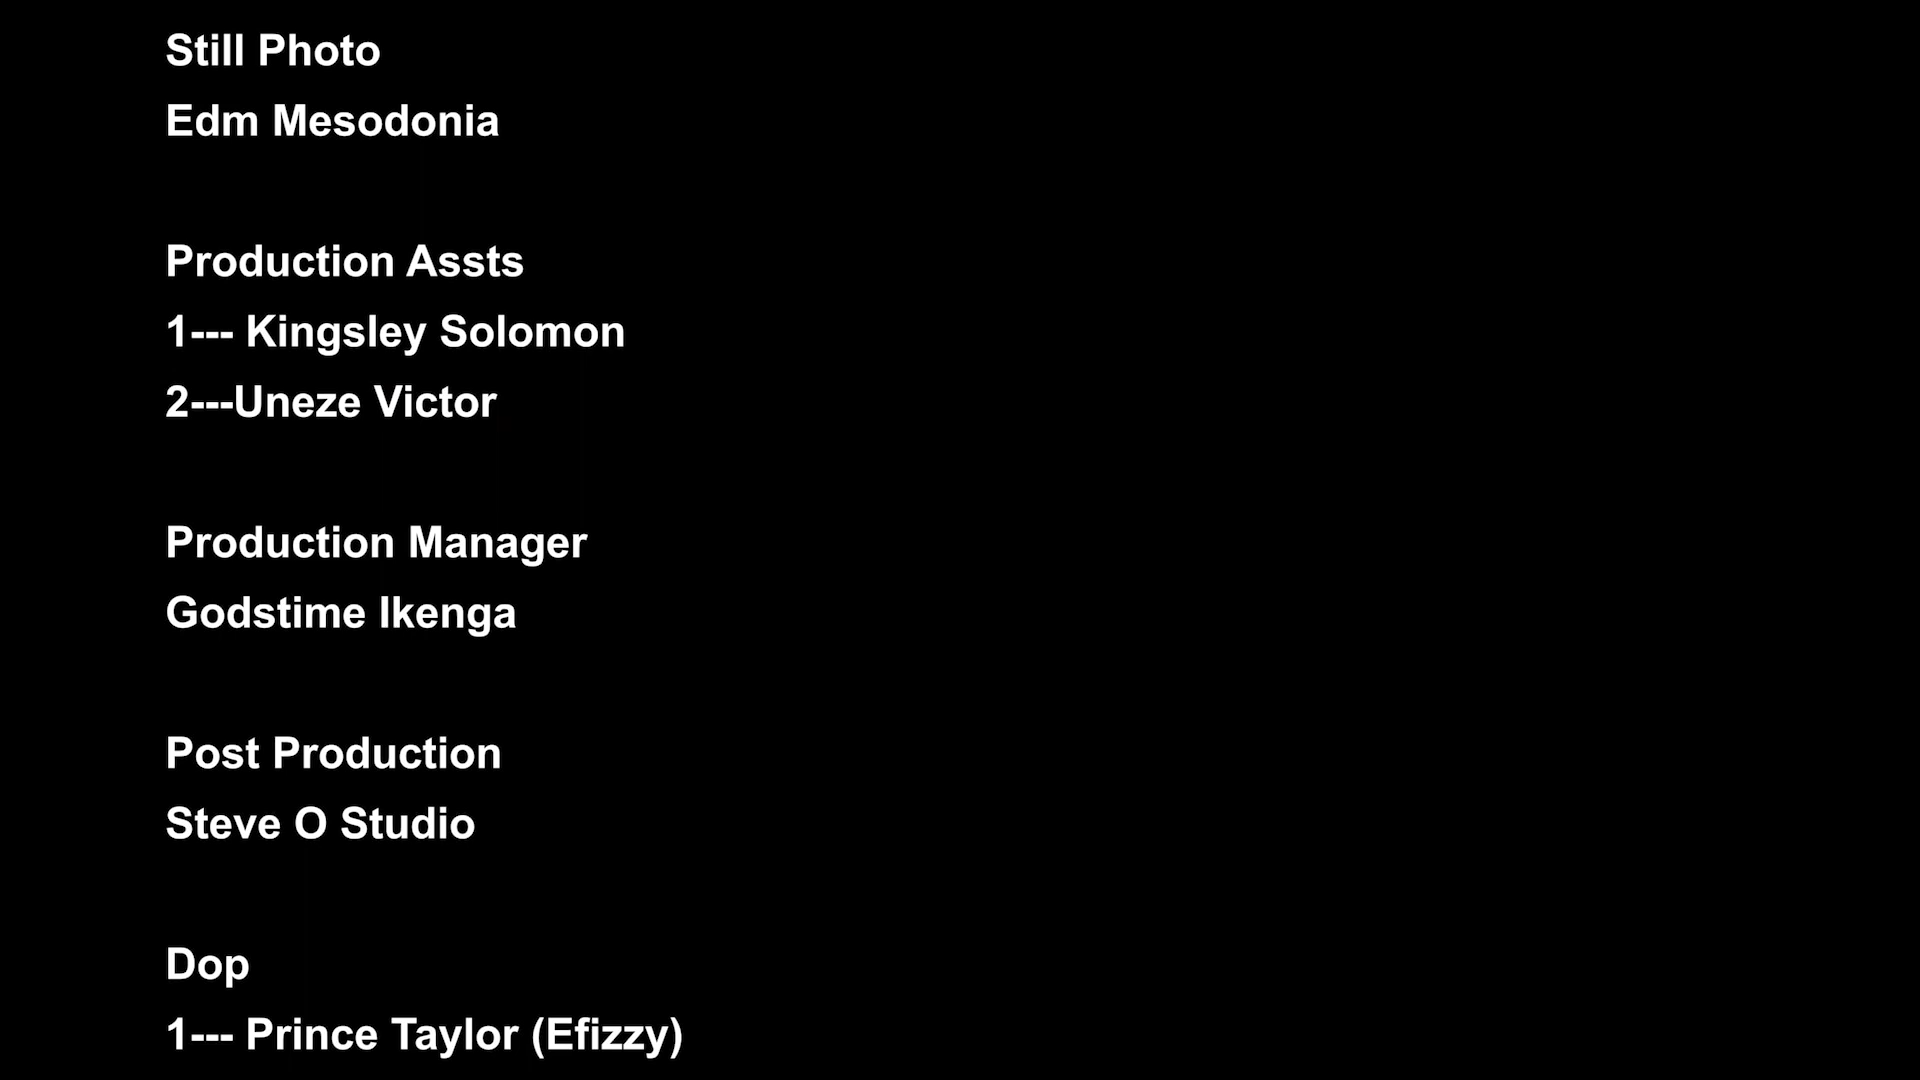 Still Photo
Edm Mesodonia
Production Assts
1--- Kingsley Solomon
2---Uneze Victor
Production Manager
Godstime Ikenga
Post Production
Steve O Studio
Dop
1--- Prince Taylor (Efizzy)